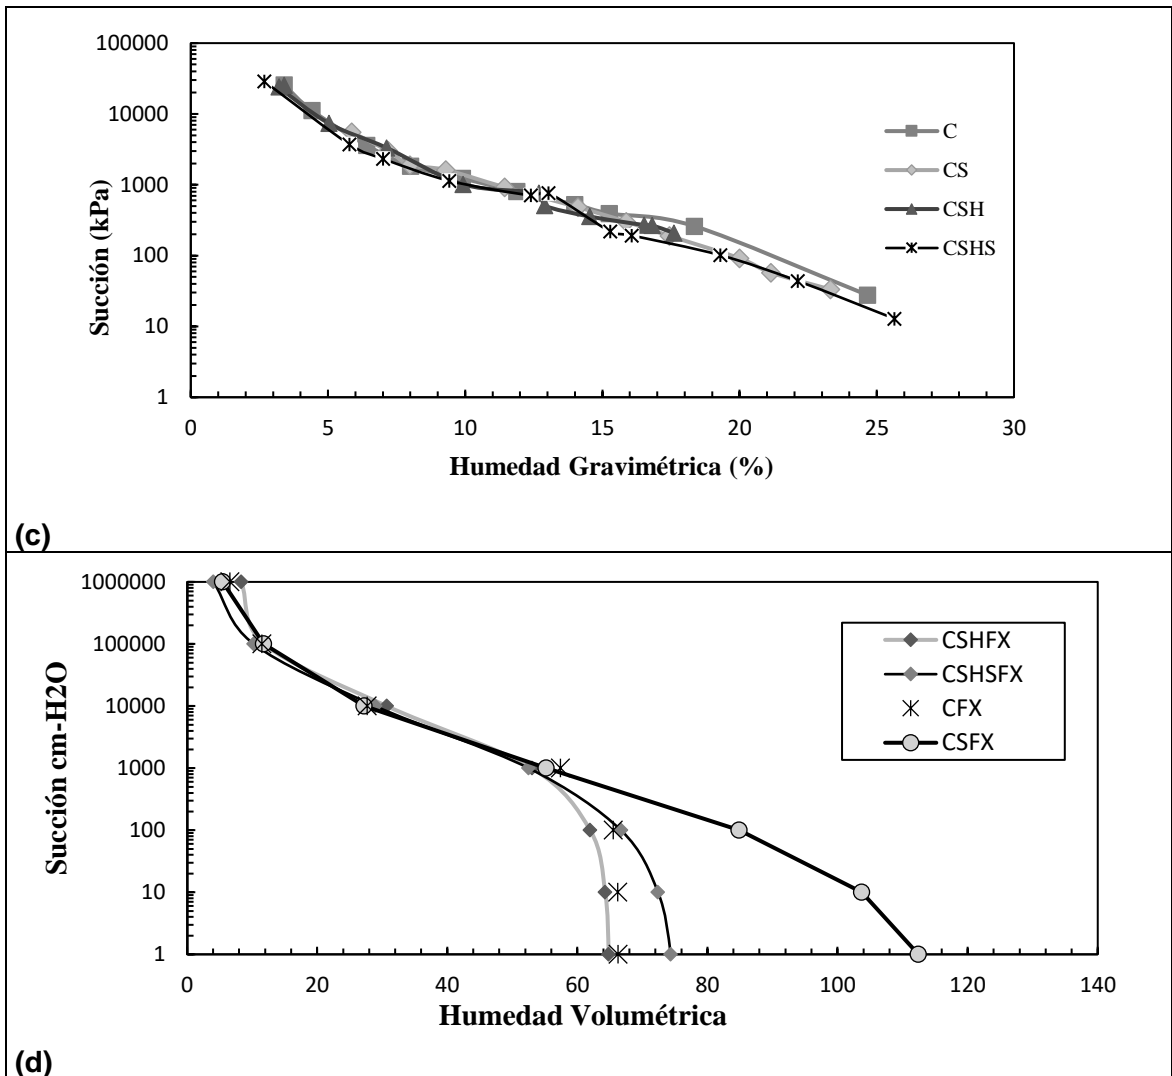 100000
10000
1000
100
10
1
0 5 10 15 20 25 30
Succión (kPa)
Humedad Gravimétrica (%)
C
CS
CSH
CSHS
(c)
1000000
100000
10000
1000
100
10
1
0 20 40 60 80 100 120 140
Succión cm-H2O
Humedad Volumétrica
CSHFX
CSHSFX
CFX
CSFX
(d)